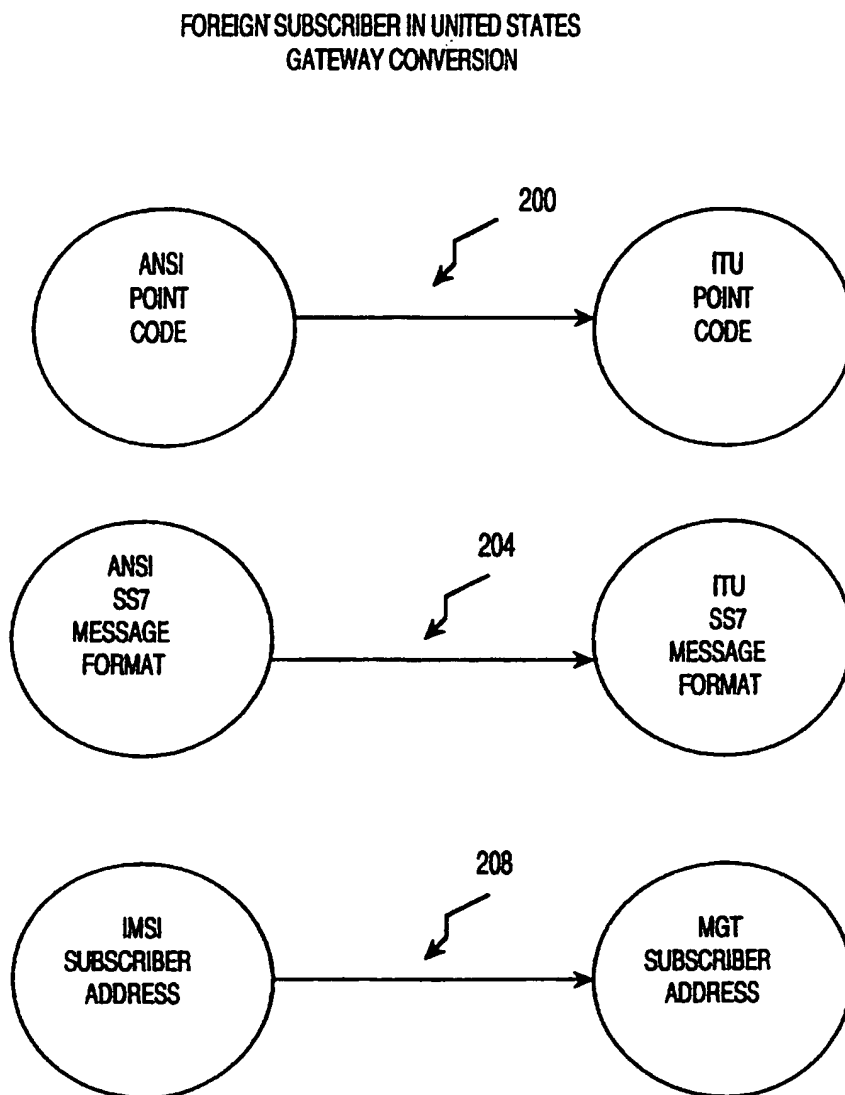 FOREIGN SUBSCRIBER IN UNITED STATES
GATEWAY CONVERSION
200
ANSI
POINT
CODE
ITU
POINT
CODE
204
ANSI
SS7
MESSAGE
FORMAT
ITU
SS7
MESSAGE
FORMAT
208
IMSI
SUBSCRIBER
ADDRESS
MGT
SUBSCRIBER
ADDRESS